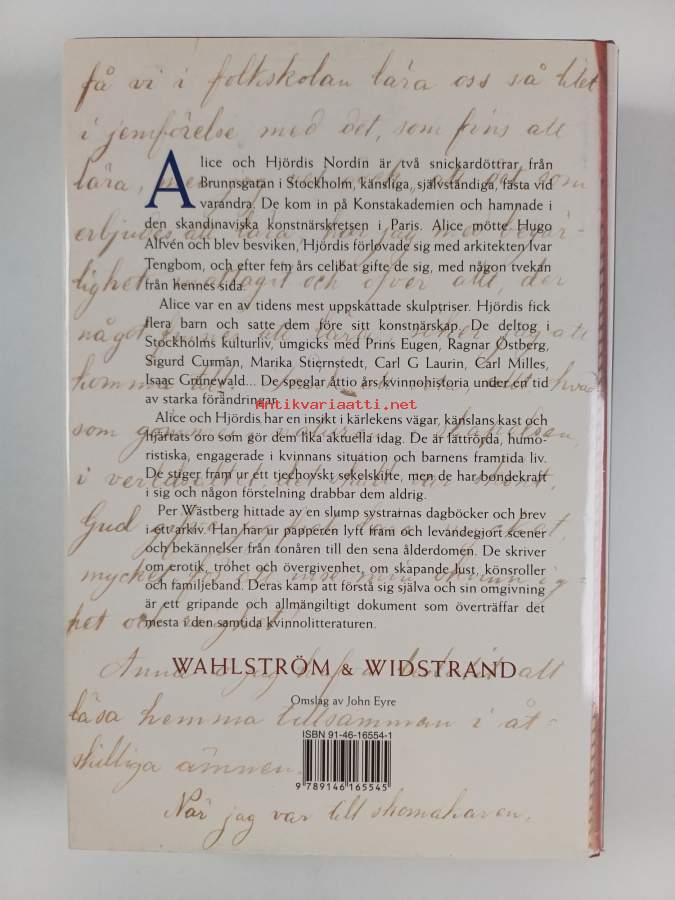 få vi i folkskolan lära oss så litet
i jemförelse med det, som fins att
lära,
Alice och Hjördis Nordin är två snickardöttrar från
Brunnsgatan i Stockholm, känsliga, självständiga, fästa vid
varandra. De kom in på Konstakademien och hamnade i
den skandinaviska konstnärskretsen i Paris. Alice mötte Hugo
Alfvén och blev besviken, Hjördis förlovade sig med arkitekten Ivar
Tengbom, och efter fem års celibat gifte de sig, med någon tvekan
från hennes sida.
Alice var en av tidens mest uppskattade skulptriser. Hjördis fick
flera barn och satte dem före sitt konstnärskap. De deltog i
Stockholms kulturliv, umgicks med Prins Eugen, Ragnar Östberg,
Sigurd Curman, Marika Stiernstedt, Carl G Laurin, Carl Milles,
Isaac Grünewald... De speglar åttio års kvinnohistoria under en tid
av starka förändringar.
Antikvariaatti.net
Alice och Hjördis har en insikt i kärlekens vägar, känslans kast och
hjärtats oro som gör dem lika aktuella idag. De är lättrörda, humo-
ristiska, engagerade i kvinnans situation och barnens framtida liv.
De stiger fram ur ett tjechovskt sekelskifte, men de har bondekraft
i sig och någon förstelning drabbar dem aldrig.
Per Wästberg hittade av en slump systrarnas dagböcker och brev
i ett arkiv. Han har ur pappren lyft fram och levandegjort scener
och bekännelser från tonåren till den sena ålderdomen. De skriver
om erotik, trohet och övergivenhet, om skapande lust, könsroller
och familjeband. Deras kamp att förstå sig själva och sin omgivning
är ett gripande och allmängiltigt dokument som överträffar det
mesta i den samtida kvinnolitteraturen.
WAHLSTRÖM & WIDSTRAND
Omslag av John Eyre
läsa hemma tillsamman i åt-
skilliga ämnen.
ISBN 91-46-16554-1
9 789146 165545
När jag var till skomakaren,